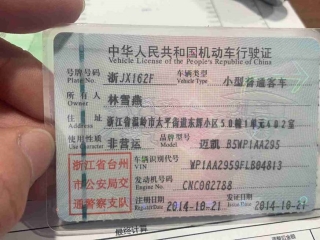 中华人民共和国机动车行驶证
Vehicle License of the People's Republic of China
号牌号码 浙JX162F 车辆类型 小型普通客车
Plate No. Vehicle Type
所有人 林雪燕
Owner
住址 浙江省温岭市太平街道东辉小区50幢1单元402室
Address
使用性质 非营运 品牌型号 迈凯 BSWP1AA295
Use Character Model
浙江省台州市公安局交通警察支队
车辆识别代号 WP1AA2959FLB04813
VIN
发动机号码 CNC082788
Engine No.
注册日期 2014-10-21 发证日期 2014-10-21
Register Date Issue Date